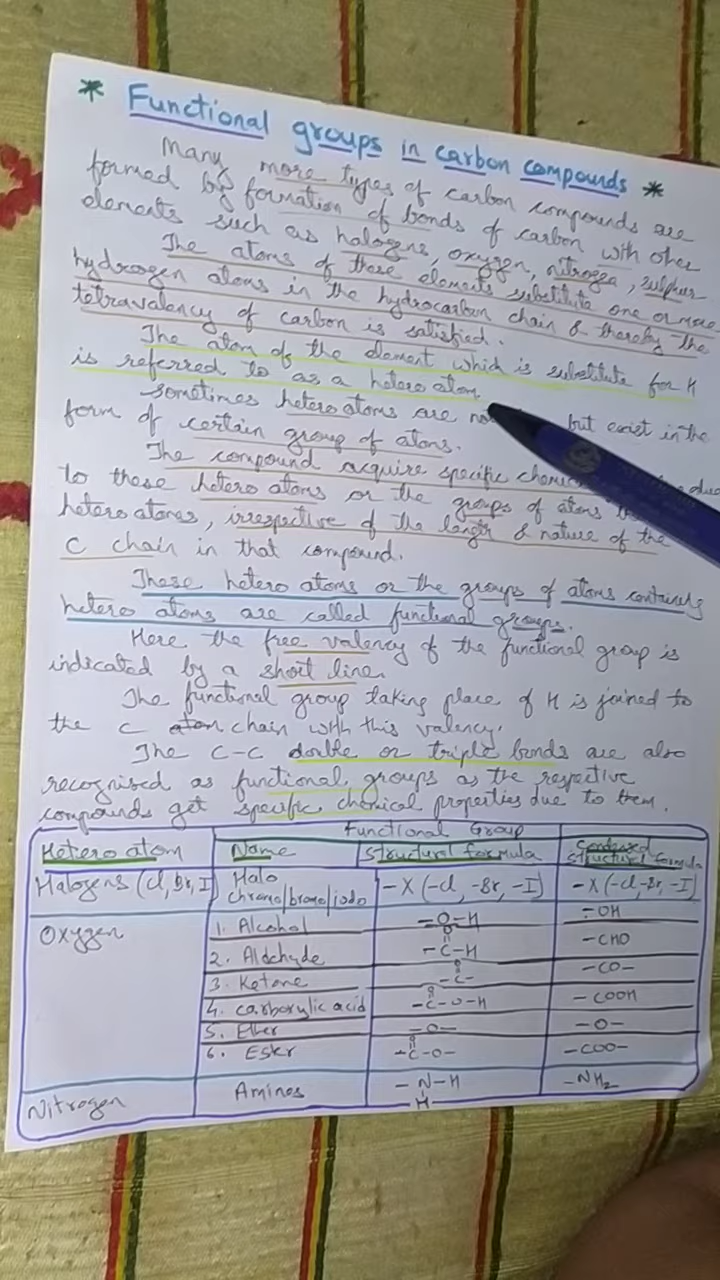 * Functional groups in carbon compounds *
Many more types of carbon compounds are
formed by formation of bonds of carbon with other
elements such as halogens, oxygen, nitrogen, sulphur
The atoms of these elements substitute one or more
hydrogen atoms in the hydrocarbon chain & thereby the
tetravalency of carbon is satisfied.
The atom of the element which is substitute for H
is referred to as a hetero atom
sometimes hetero atoms are but exist in the
form of certain group of atoms.
The compound acquire specific due
to these hetero atoms or the groups of atoms
hetero atoms, irrespective of the length & nature of the
C chain in that compound.
These hetero atoms or the groups of atoms containing
hetero atoms are called functional groups.
Here the free valency of the functional group is
indicated by a short line.
The functional group taking place of H is joined to
the C chain with this valency
The C-C double or triple bonds are also
recognised as functional groups as the respective
compounds get specific chemical properties due to them.
Functional Group
Hetero atom Name Structural formula Condensed structural formula
Halogens (Cl, Br, I) Halo -X (-Cl, -Br, -I) -X (-Cl, -Br, -I)
/bromo/iodo
Oxygen 1. Alcohol -O-H -OH
2. Aldehyde O -C-H -CHO
3. Ketone O -C- -CO-
4. carboxylic acid O -C-O-H -COOH
5. Ether -O- -O-
6. Ester O -C-O- -COO-
Nitrogen Amines -N-H -NH₂
H